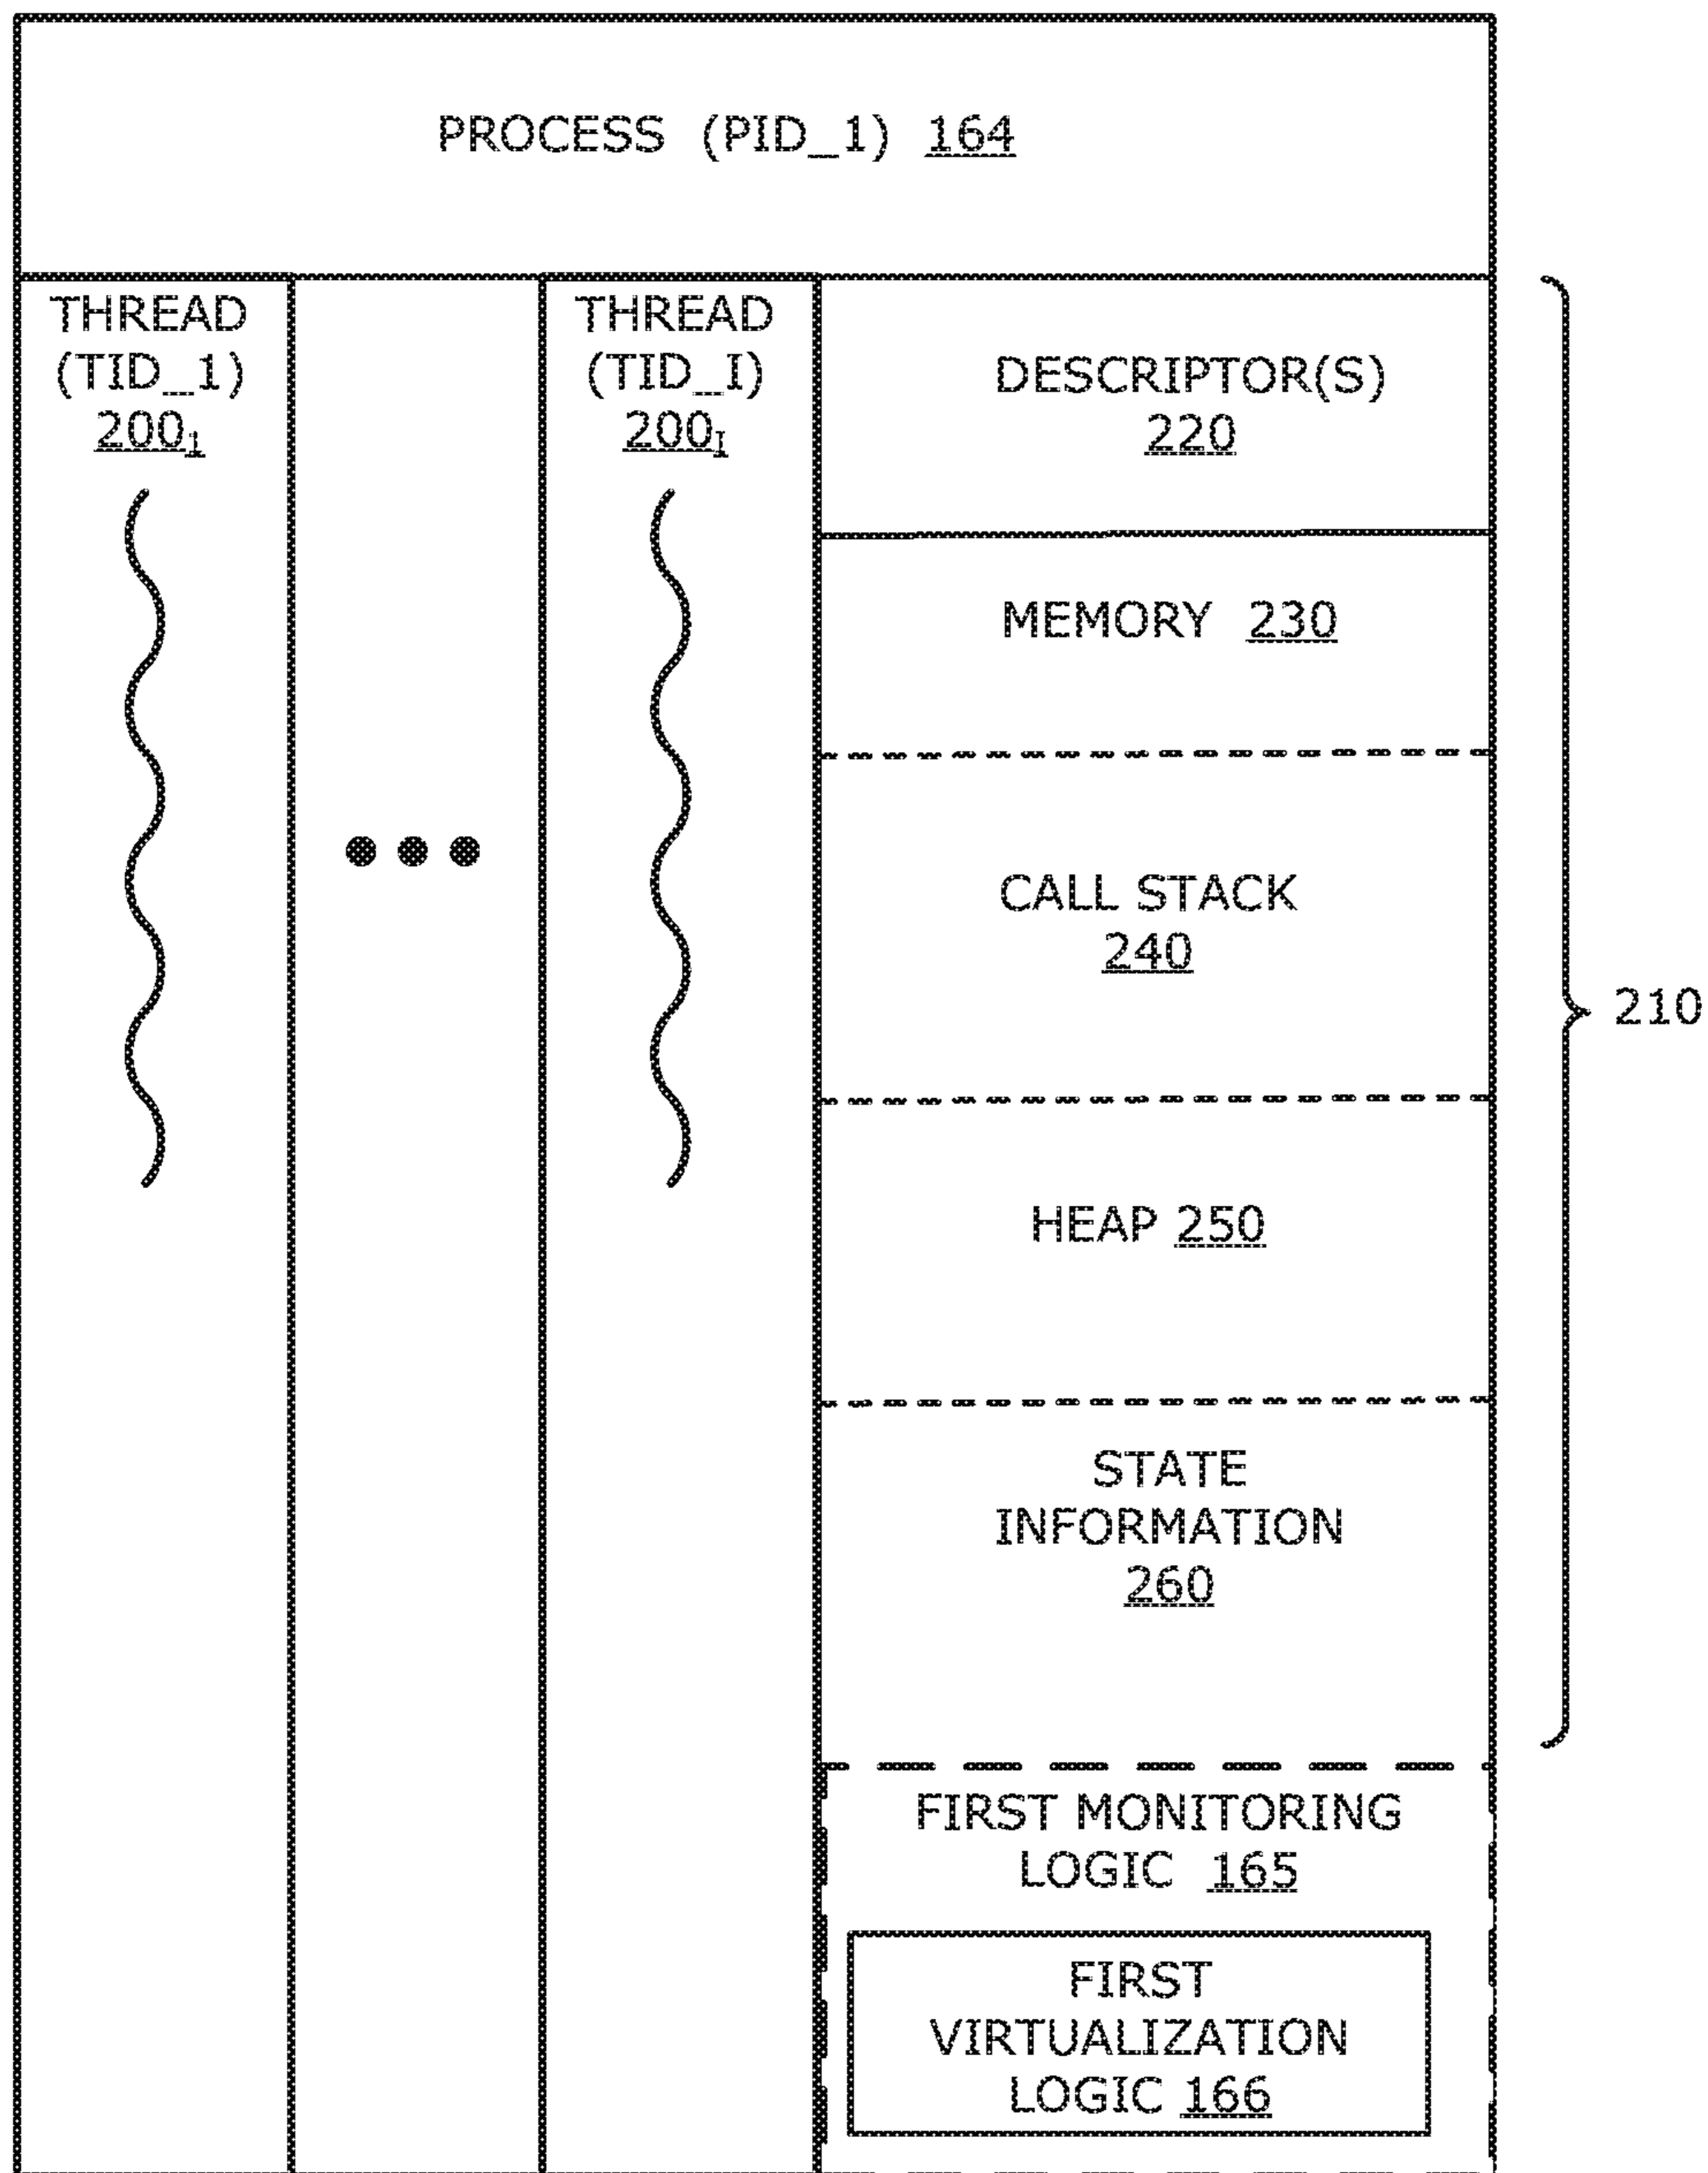 PROCESS (PID_1) 164
THREAD
(TID_1)
200₁
THREAD
(TID_I)
200I
DESCRIPTOR(S)
220
MEMORY 230
CALL STACK
240
HEAP 250
STATE
INFORMATION
260
210
FIRST MONITORING
LOGIC 165
FIRST
VIRTUALIZATION
LOGIC 166